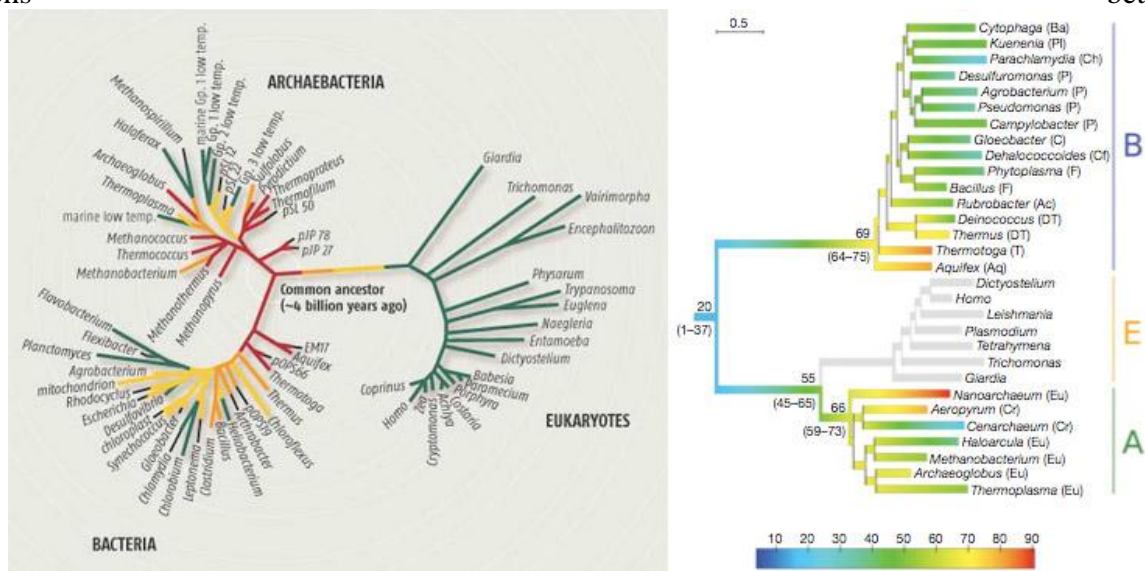 ARCHAEBACTERIA
Methanospirillum
Haloferax
Archaeoglobus
Thermoplasma
marine low temp.
Methanococcus
Thermococcus
Methanobacterium
Methanothermus
Methanopyrus
marine Gp. 1 low temp.
Gp. 1 low temp.
Gp. 2 low temp.
pSL 12
pSL 22
Gp. 3 low temp.
Sulfolobus
Pyrodictium
Thermoproteus
Thermofilum
pSL 50
pJP 78
pJP 27
Common ancestor
(~4 billion years ago)
Giardia
Trichomonas
Vairimorpha
Encephalitozoon
Physarum
Trypanosoma
Euglena
Naegleria
Entamoeba
Dictyostelium
Babesia
Paramecium
Porphyra
Costaria
Achlya
Cryptomonas
Zea
Homo
Coprinus
EUKARYOTES
Flavobacterium
Flexibacter
Planctomyces
Agrobacterium
mitochondrion
Rhodocyclus
Escherichia
Desulfovibrio
chloroplast
Synechococcus
Gloeobacter
Chlamydia
Chlorobium
Leptonema
Clostridium
Bacillus
Heliobacterium
Arthrobacter
pOPS19
Chloroflexus
Thermus
Thermotoga
pOPS66
Aquifex
EM17
BACTERIA
0.5
Cytophaga (Ba)
Kuenenia (Pl)
Parachlamydia (Ch)
Desulfuromonas (P)
Agrobacterium (P)
Pseudomonas (P)
Campylobacter (P)
Gloeobacter (C)
Dehalococcoides (Cf)
Phytoplasma (F)
Bacillus (F)
Rubrobacter (Ac)
Deinococcus (DT)
Thermus (DT)
Thermotoga (T)
Aquifex (Aq)
B
69
(64–75)
Dictyostelium
Homo
Leishmania
Plasmodium
Tetrahymena
Trichomonas
Giardia
E
20
(1–37)
55
(45–65)
66
(59–73)
Nanoarchaeum (Eu)
Aeropyrum (Cr)
Cenarchaeum (Cr)
Haloarcula (Eu)
Methanobacterium (Eu)
Archaeoglobus (Eu)
Thermoplasma (Eu)
A
10 20 30 40 50 60 70 80 90